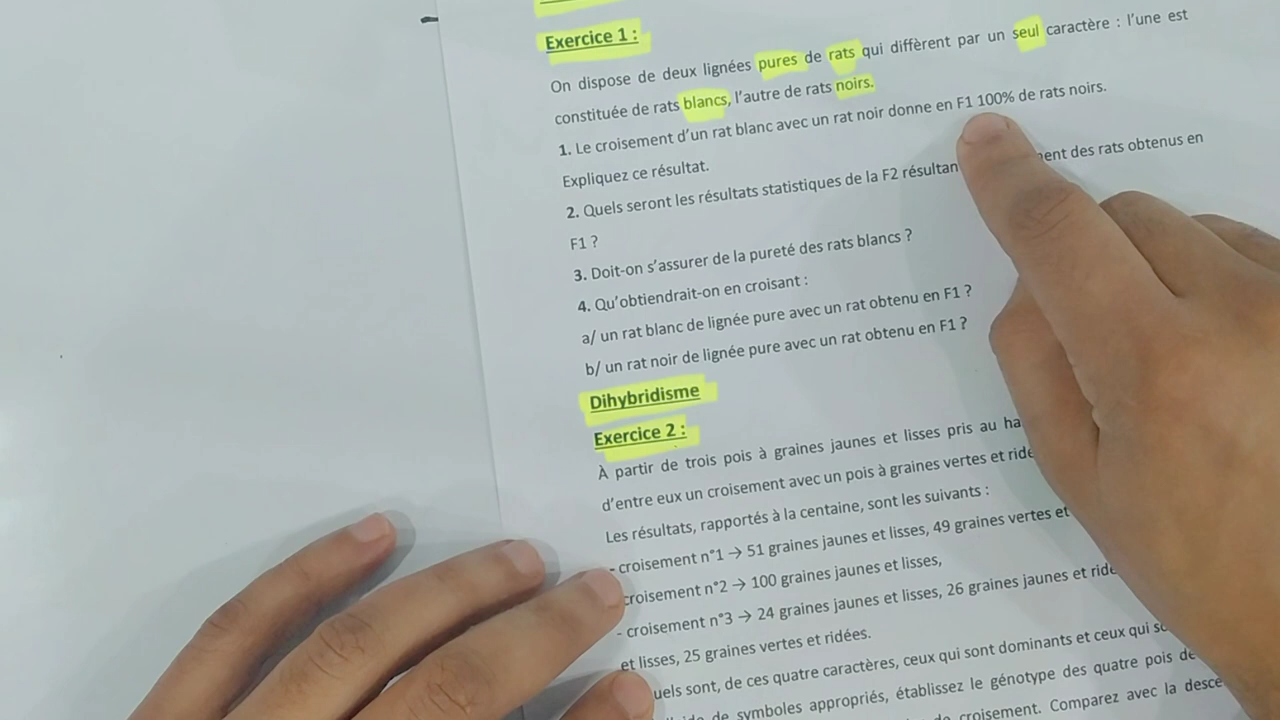 Exercice 1 :
On dispose de deux lignées pures de rats qui diffèrent par un seul caractère : l'une est
constituée de rats blancs, l'autre de rats noirs.
1. Le croisement d'un rat blanc avec un rat noir donne en F1 100% de rats noirs.
Expliquez ce résultat.
2. Quels seront les résultats statistiques de la F2 des rats obtenus en
F1 ?
3. Doit-on s'assurer de la pureté des rats blancs ?
4. Qu'obtiendrait-on en croisant :
a/ un rat blanc de lignée pure avec un rat obtenu en F1 ?
b/ un rat noir de lignée pure avec un rat obtenu en F1 ?
Dihybridisme
Exercice 2 :
À partir de trois pois à graines jaunes et lisses pris au
d'entre eux un croisement avec un pois à graines vertes et
Les résultats, rapportés à la centaine, sont les suivants :
- croisement n°1 → 51 graines jaunes et lisses, 49 graines vertes et
croisement n°2 → 100 graines jaunes et lisses,
- croisement n°3 → 24 graines jaunes et lisses, 26 graines jaunes et
et lisses, 25 graines vertes et ridées.
sont, de ces quatre caractères, ceux qui sont dominants et ceux qui
de symboles appropriés, établissez le génotype des quatre pois de
croisement. Comparez avec la